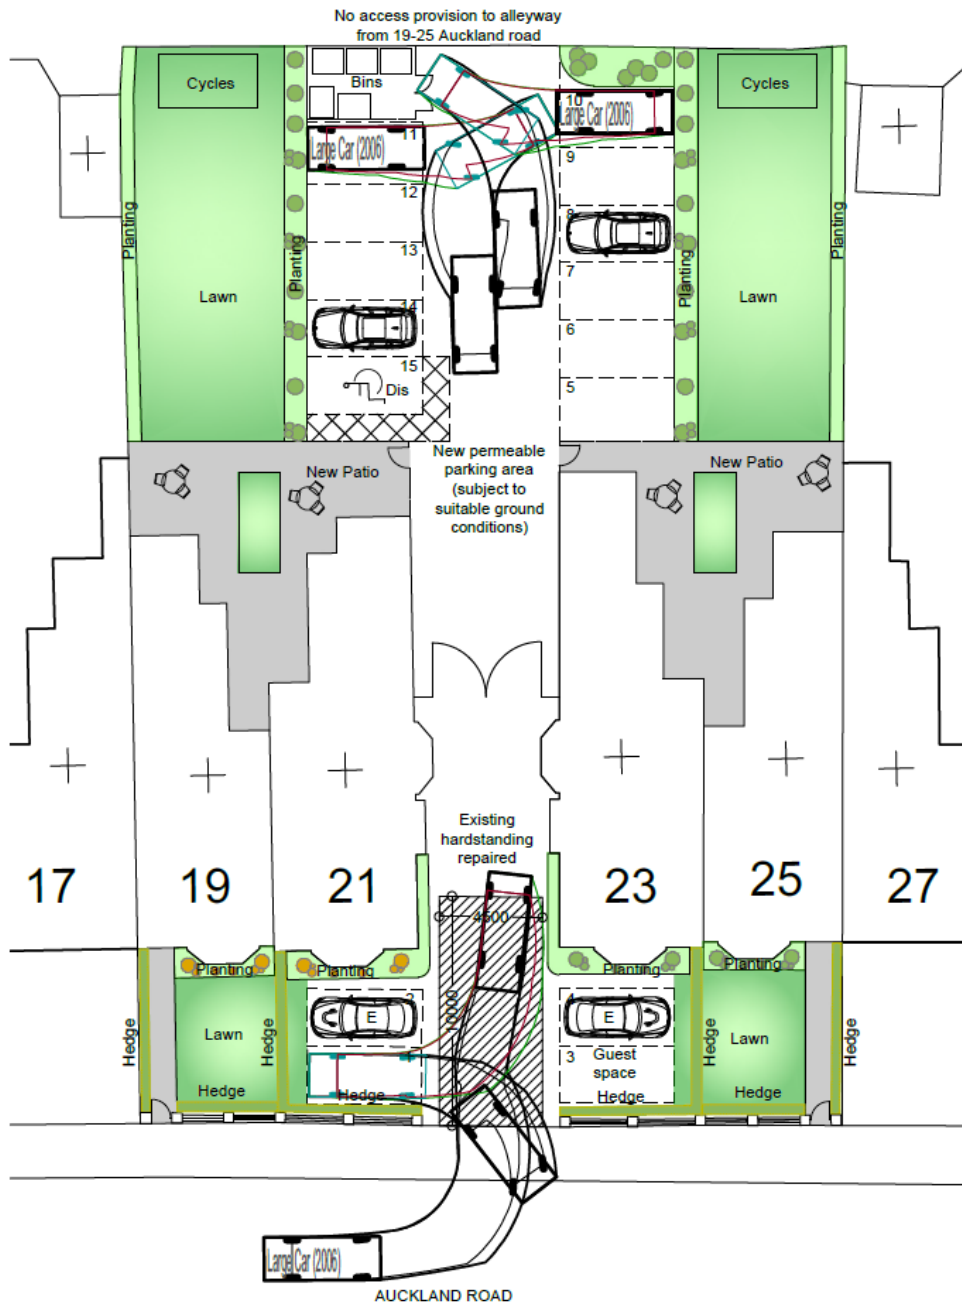 No access provision to alleyway
from 19-25 Auckland road
Cycles
Bins
10
Large Car (2006)
Cycles
11
Large Car (2006)
9
12
8
Planting
Planting
13
7
Planting
Planting
Lawn
14
6
Lawn
15
5
Dis
New permeable
parking area
(subject to
suitable ground
conditions)
New Patio
New Patio
Existing
hardstanding
repaired
17
19
21
23
25
27
4500
10000
Planting
Planting
Planting
Planting
2
E
4
E
Hedge
Lawn
Hedge
3
Guest
space
Hedge
Lawn
Hedge
Hedge
Hedge
Hedge
Hedge
Large Car (2006)
AUCKLAND ROAD